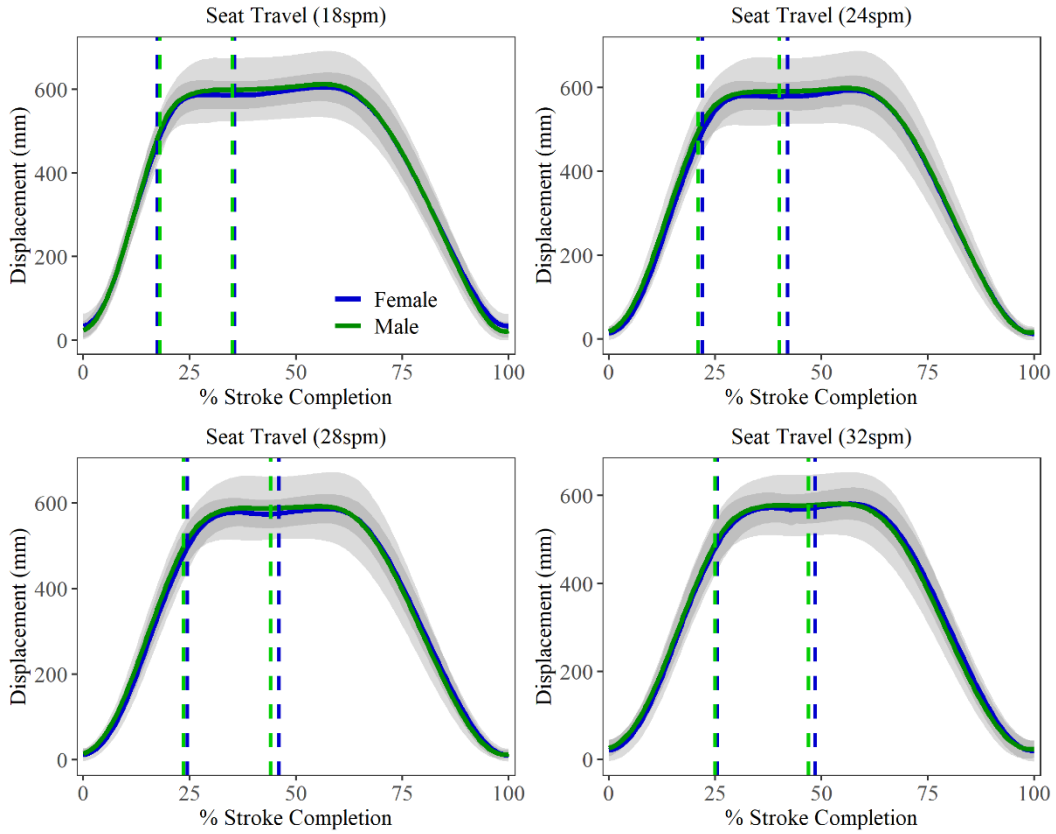 Seat Travel (18spm)
Displacement (mm)
600
400
200
0
Female
Male
0 25 50 75 100
% Stroke Completion
Seat Travel (24spm)
Displacement (mm)
600
400
200
0
0 25 50 75 100
% Stroke Completion
Seat Travel (28spm)
Displacement (mm)
600
400
200
0
0 25 50 75 100
% Stroke Completion
Seat Travel (32spm)
Displacement (mm)
600
400
200
0
0 25 50 75 100
% Stroke Completion